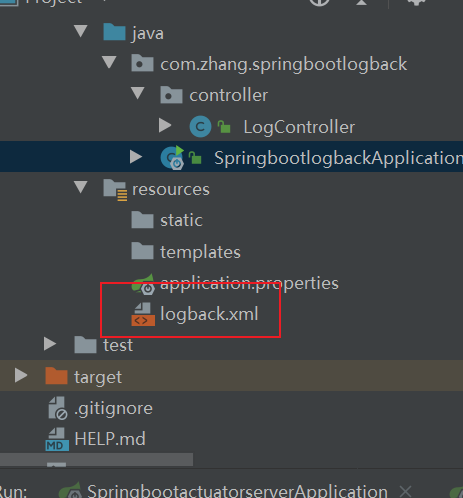 java
com.zhang.springbootlogback
controller
LogController
SpringbootlogbackApplication
resources
static
templates
application.properties
logback.xml
test
target
.gitignore
HELP.md
Run: SpringbootactuatorserverApplication